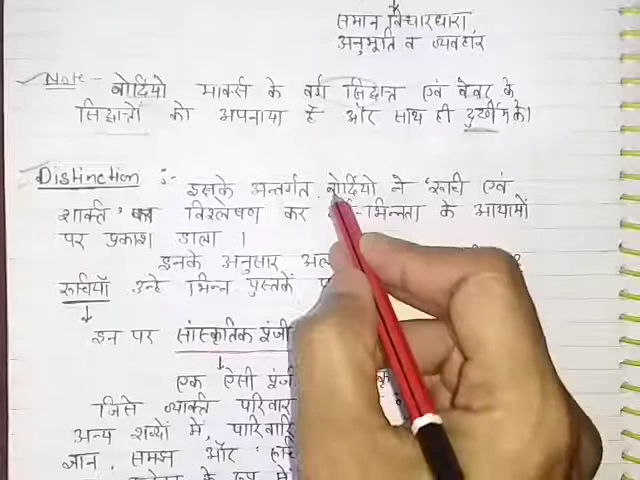 समान विचारधारा,
अनुभूति व व्यवहार
Note - बोर्दियो मार्क्स के वर्ग सिद्धान्त एवं वेबर के
सिद्धान्तों को अपनाया है और साथ ही दुर्खीम को
Distinction :- इसके अन्तर्गत बोर्दियो ने 'रूचि एवं
शक्ति' का विश्लेषण कर भिन्नता के आयामों
पर प्रकाश डाला ।
इनके अनुसार
रूचियाँ उन्हे भिन्न पुस्तकें
इन पर सांस्कृतिक पूंजी
एक ऐसी पूंजी
जिसे व्यक्ति परिवार
अन्य शब्दों में,
ज्ञान, समझ और
के रूप में